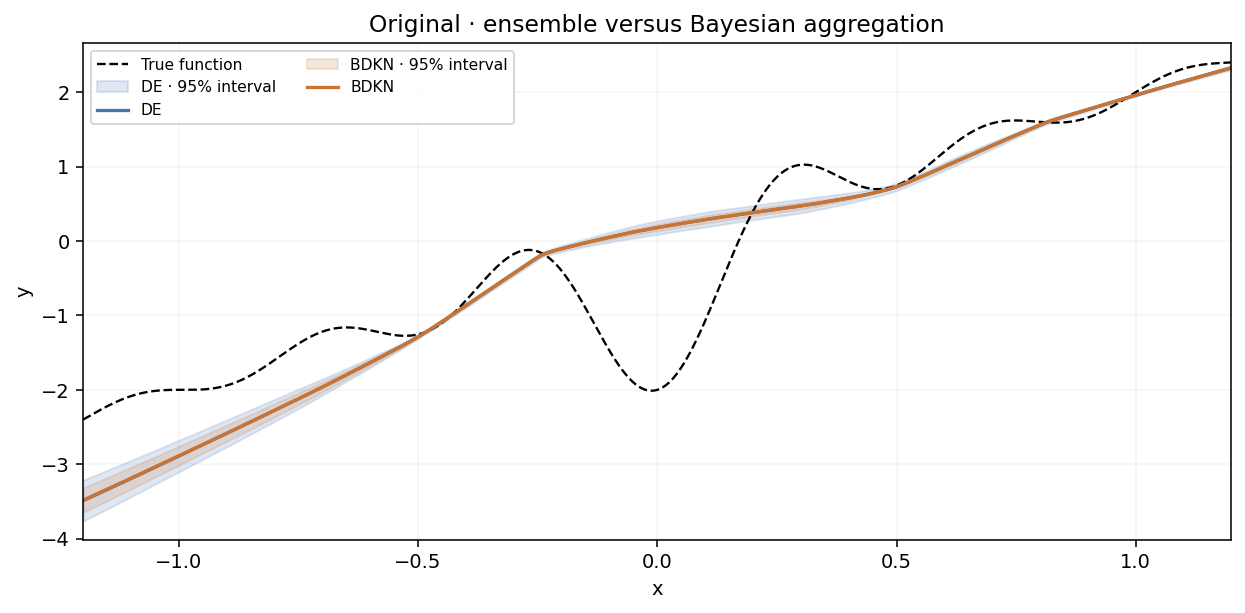 Original · ensemble versus Bayesian aggregation
True function
DE · 95% interval
DE
BDKN · 95% interval
BDKN
y
2
1
0
−1
−2
−3
−4
−1.0 −0.5 0.0 0.5 1.0
x